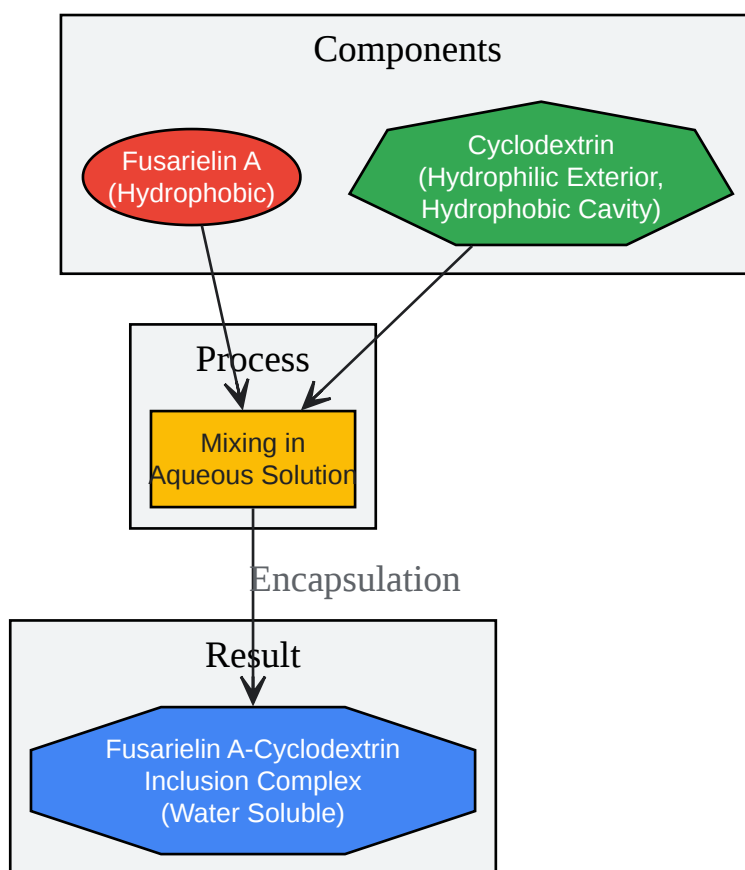 Components
Fusarielin A
(Hydrophobic)
Cyclodextrin
(Hydrophilic Exterior,
Hydrophobic Cavity)
Process
Mixing in
Aqueous Solution
Encapsulation
Result
Fusarielin A-Cyclodextrin
Inclusion Complex
(Water Soluble)